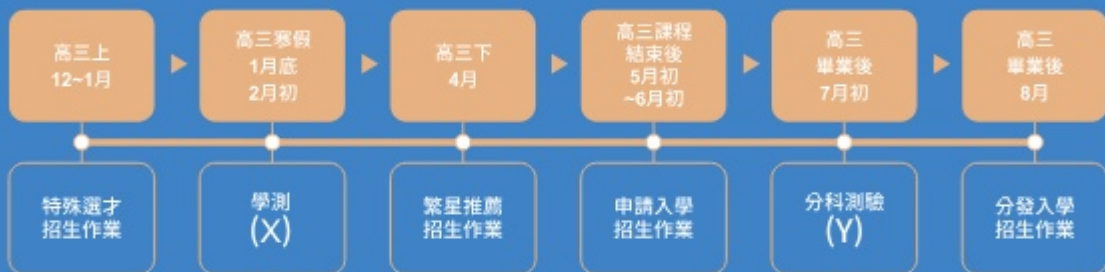 高三上
12~1月
高三寒假
1月底
2月初
高三下
4月
高三課程
結束後
5月初
~6月初
高三
畢業後
7月初
高三
畢業後
8月
特殊選才
招生作業
學測
(X)
繁星推薦
招生作業
申請入學
招生作業
分科測驗
(Y)
分發入學
招生作業